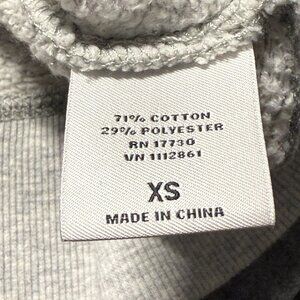 71% COTTON
29% POLYESTER
RN 17730
VN 1112861
XS
MADE IN CHINA